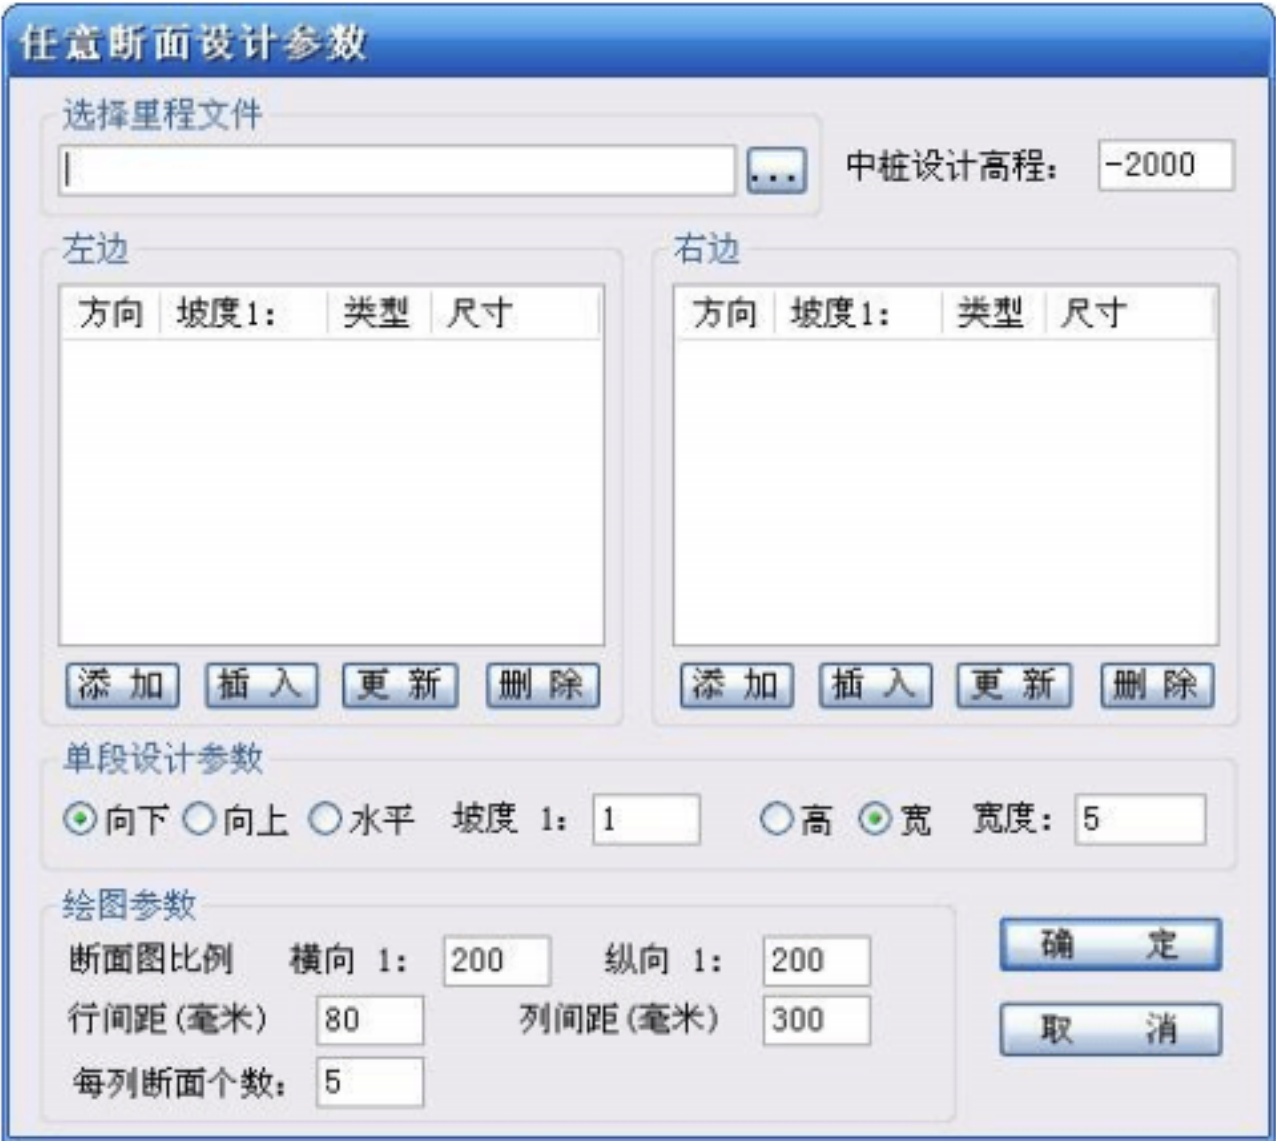 任意断面设计参数
选择里程文件
... 中桩设计高程: -2000
左边 右边
方向 坡度1: 类型 尺寸 方向 坡度1: 类型 尺寸
添加 插入 更新 删除 添加 插入 更新 删除
单段设计参数
向下 向上 水平 坡度 1: 1 高 宽 宽度: 5
绘图参数
断面图比例 横向 1: 200 纵向 1: 200 确定
行间距(毫米) 80 列间距(毫米) 300 取消
每列断面个数: 5